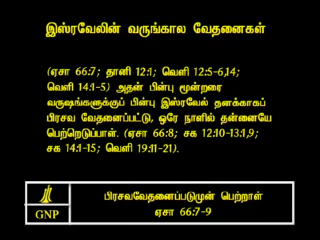 இஸ்ரவேலின் வருங்கால வேதனைகள்
(ஏசா 66:7; தானி 12:1; வெளி 12:5-6,14;
வெளி 14:1-5) அதன் பின்பு மூன்றரை
வருஷங்களுக்குப் பின்பு இஸ்ரவேல் தனக்காகப்
பிரசவ வேதனைப்பட்டு, ஒரே நாளில் தன்னையே
பெற்றெடுப்பாள். (ஏசா 66:8; சக 12:10-13:1,9;
சக 14:1-15; வெளி 19:11-21).
GNP
பிரசவவேதனைப்படுமுன் பெற்றாள்
ஏசா 66:7-9